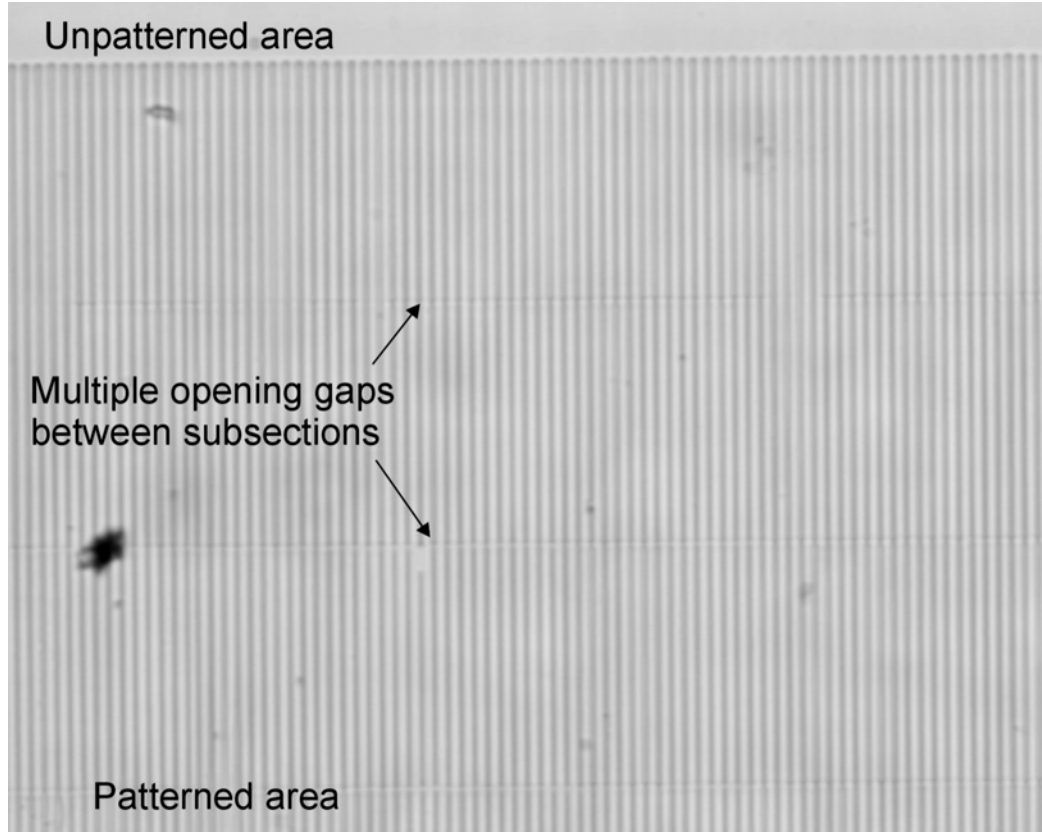 Unpatterned area
Multiple opening gaps
between subsections
Patterned area